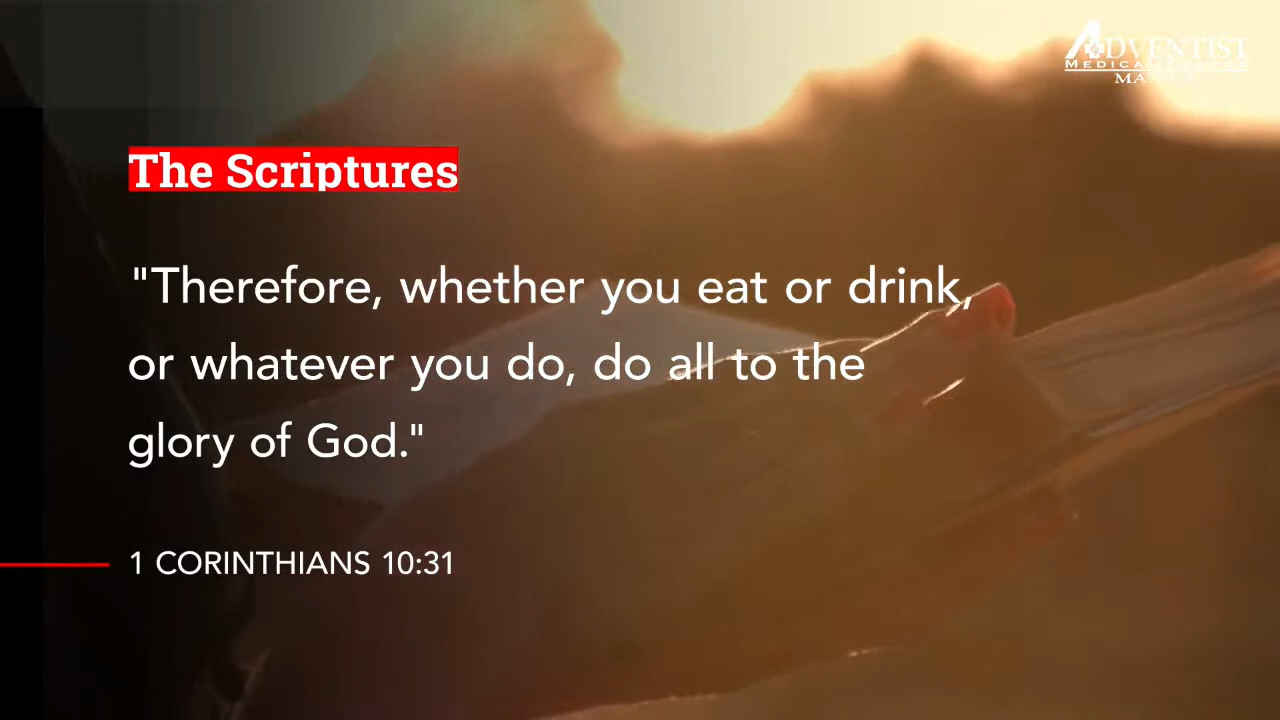 ADVENTIST
The Scriptures
"Therefore, whether you eat or drink,
or whatever you do, do all to the
glory of God."
1 CORINTHIANS 10:31